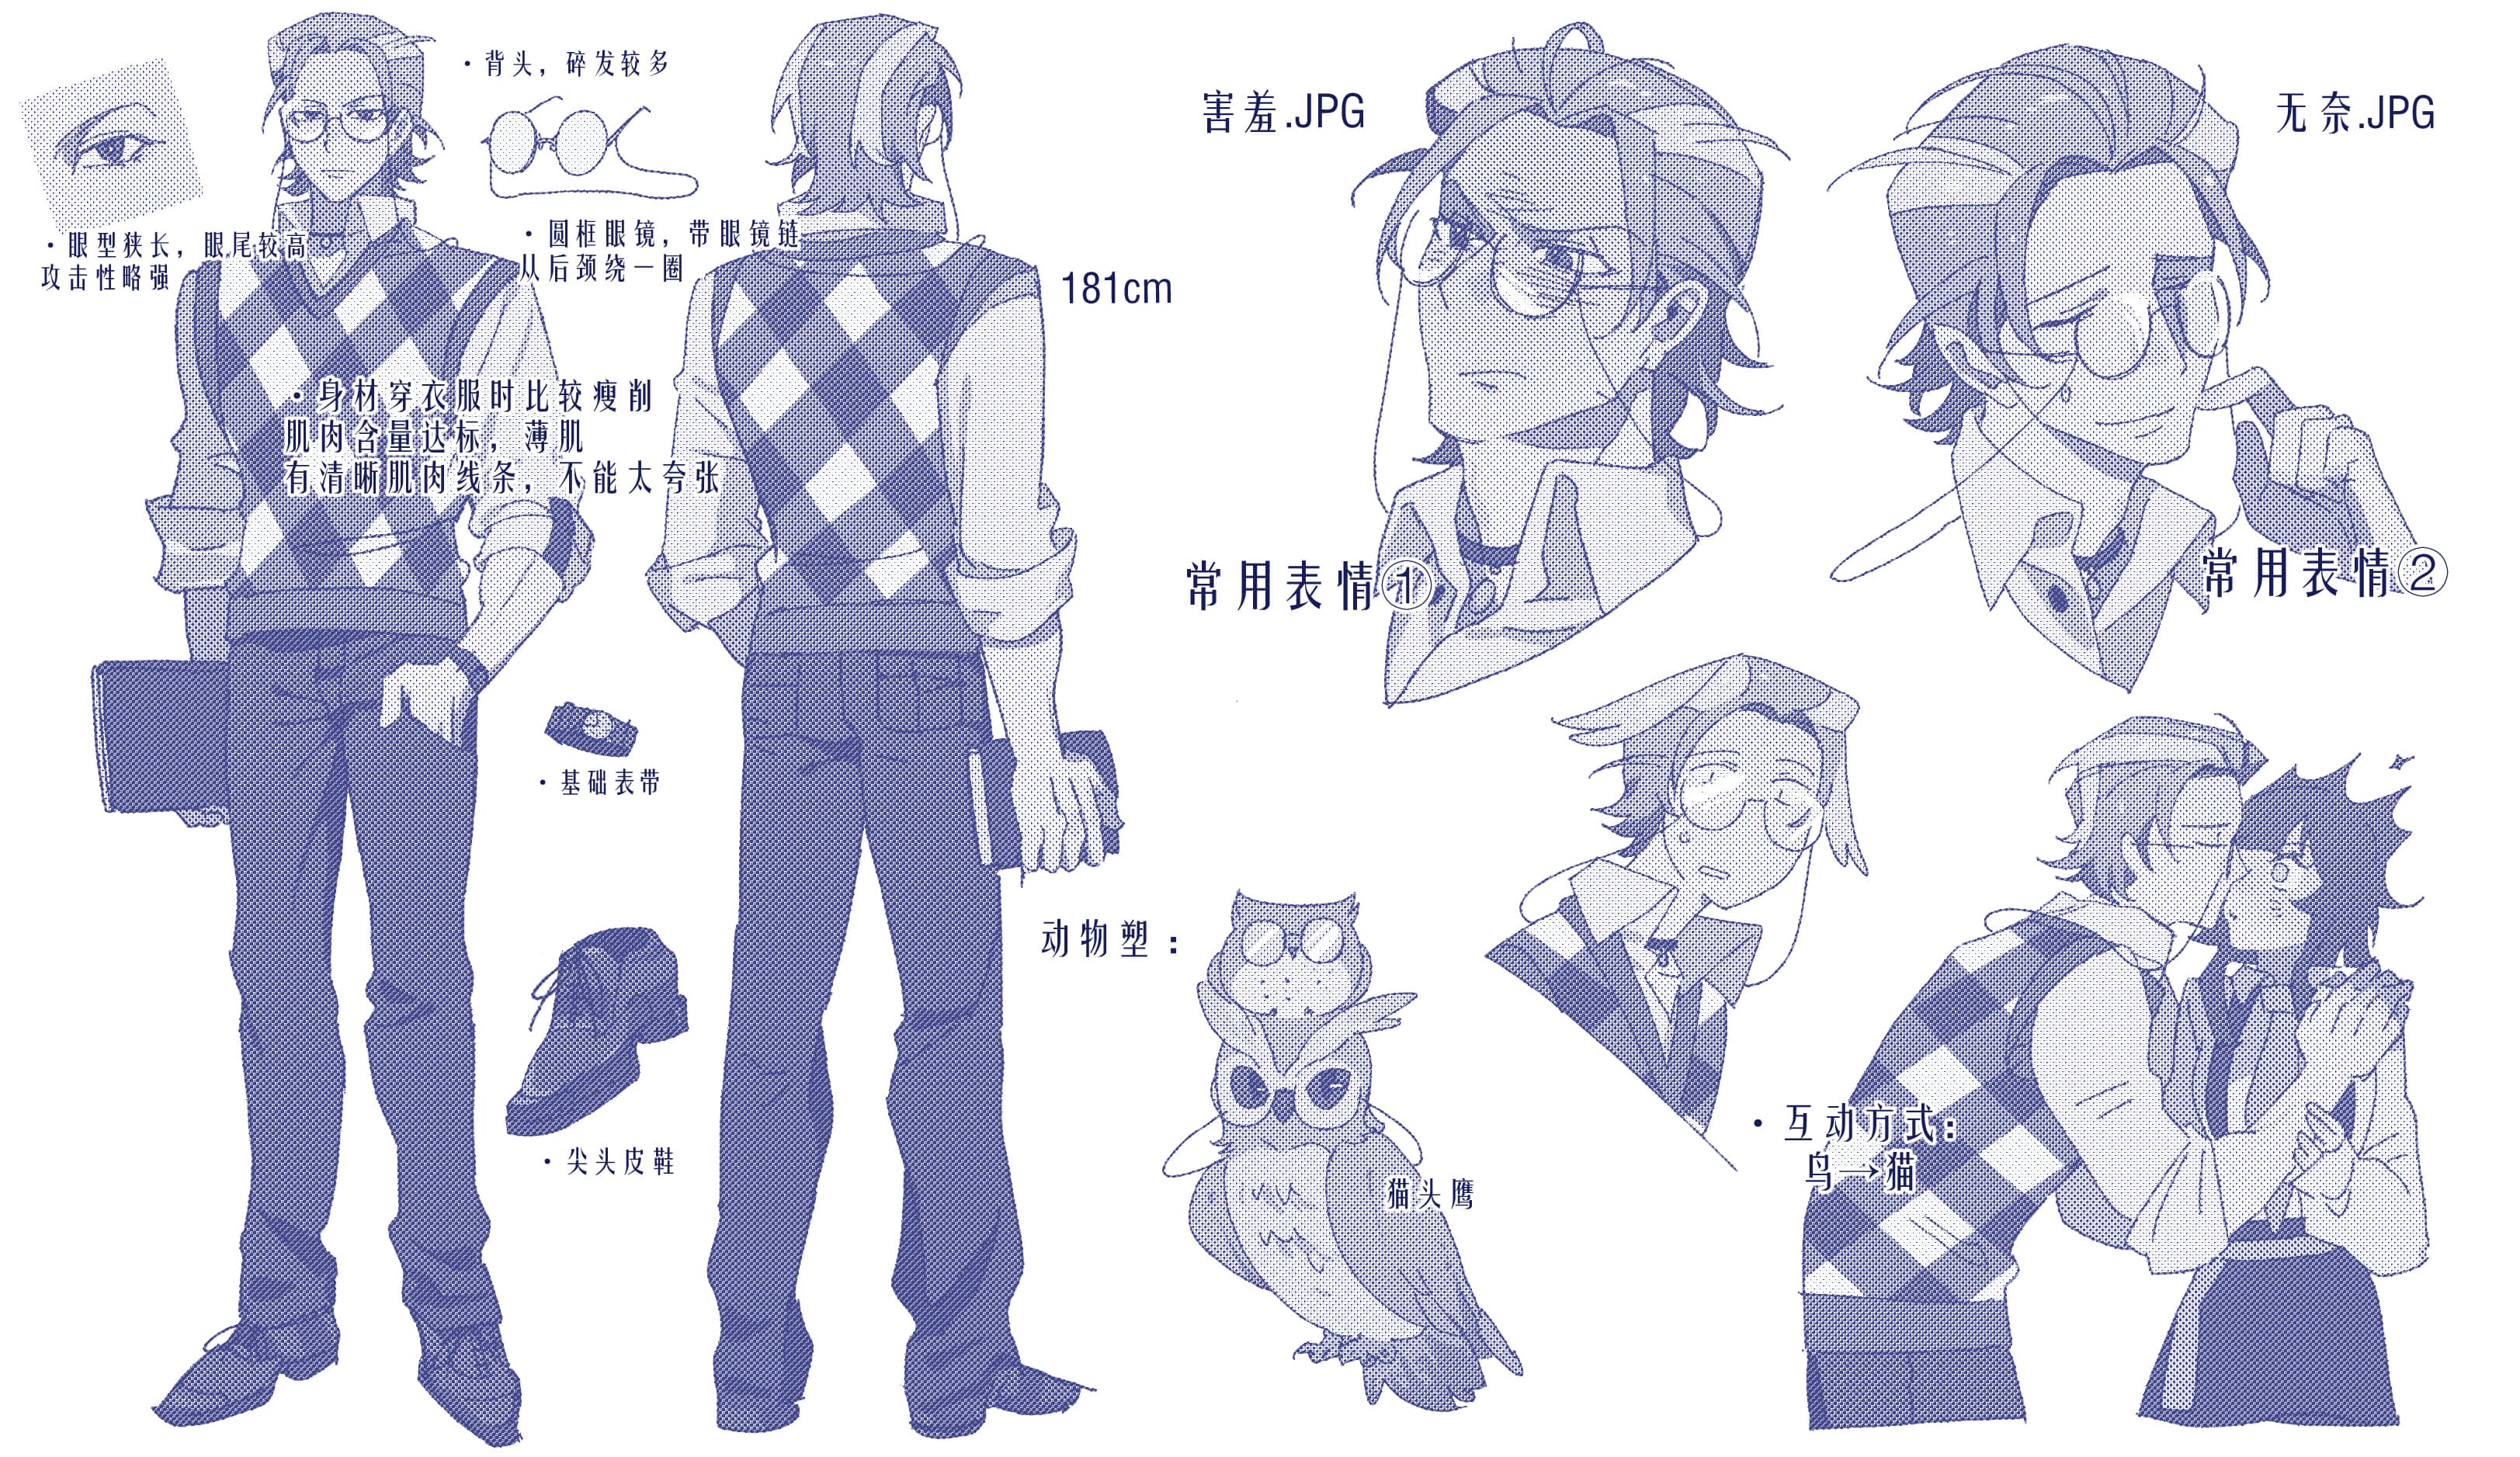 ·背头，碎发较多
·眼型狭长，眼尾较高
攻击性略强
·圆框眼镜，带眼镜链
从后颈绕一圈
181cm
·身材穿衣服时比较瘦削
肌肉含量达标，薄肌
有清晰肌肉线条，不能太夸张
·基础表带
·尖头皮鞋
害羞.JPG
常用表情①
无奈.JPG
常用表情②
动物塑：
猫头鹰
·互动方式：
鸟→猫